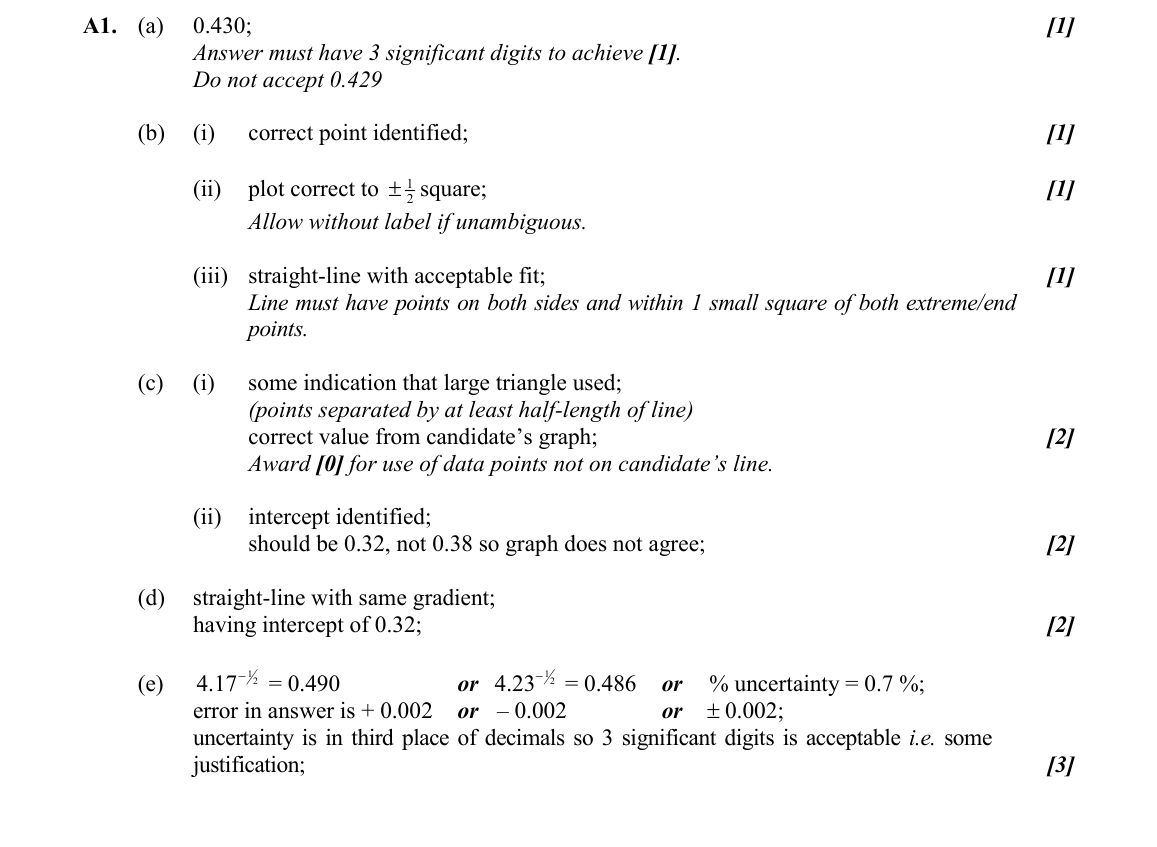 A1. (a) 0.430; [1]
Answer must have 3 significant digits to achieve [1].
Do not accept 0.429
(b) (i) correct point identified; [1]
(ii) plot correct to ±½ square; [1]
Allow without label if unambiguous.
(iii) straight-line with acceptable fit; [1]
Line must have points on both sides and within 1 small square of both extreme/end
points.
(c) (i) some indication that large triangle used;
(points separated by at least half-length of line)
correct value from candidate’s graph; [2]
Award [0] for use of data points not on candidate’s line.
(ii) intercept identified;
should be 0.32, not 0.38 so graph does not agree; [2]
(d) straight-line with same gradient;
having intercept of 0.32; [2]
(e) 4.17^−½ = 0.490 or 4.23^−½ = 0.486 or % uncertainty = 0.7 %;
error in answer is + 0.002 or – 0.002 or ± 0.002;
uncertainty is in third place of decimals so 3 significant digits is acceptable i.e. some
justification; [3]